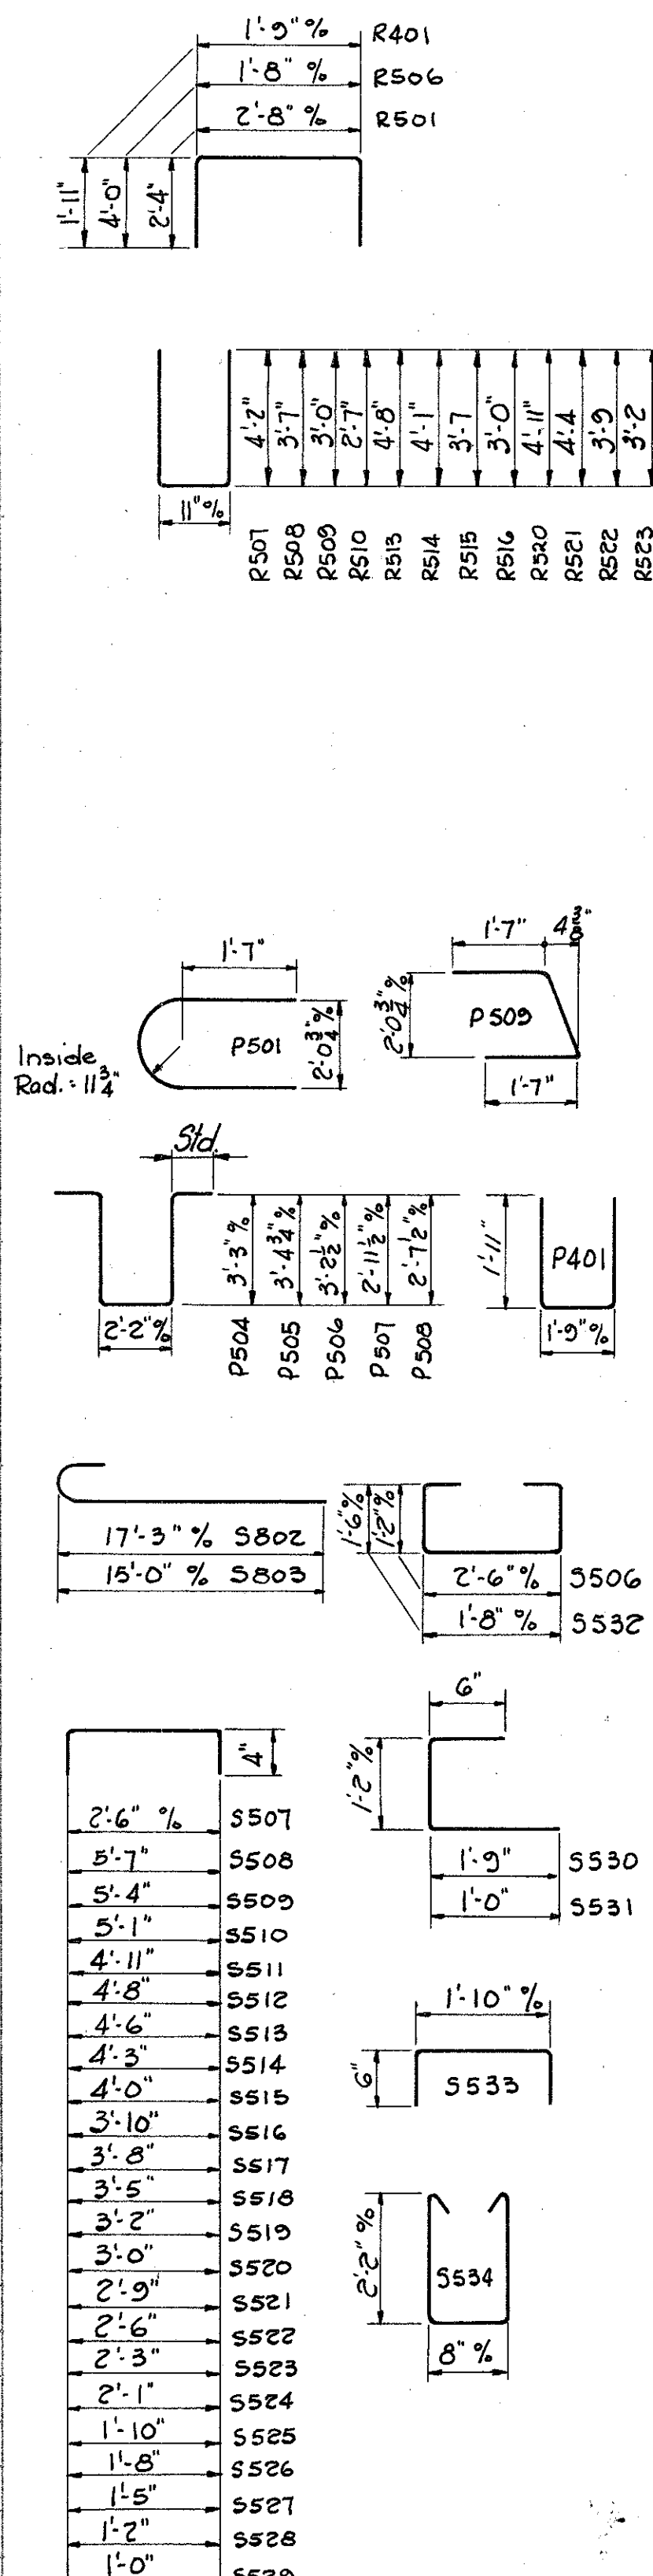 1'-9" % R401
1'-8" % R506
2'-8" % R501
1'-11" 4'-0" 2'-4"
4'-2" 3'-7" 3'-0" 2'-7" 4'-8" 4'-1" 3'-7 3'-0" 4'-11" 4'-4 3'-9 3'-2
11" %
R507 R508 R509 R510 R513 R514 R515 R516 R520 R521 R522 R523
1'-7"
P501
2'-0 3/4" %
Inside
Rad. = 11 3/4"
1'-7" 4 3/8"
2'-0 3/4" %
P509
1'-7"
Std.
3'-3" % 3'-4 3/4" % 3'-2 1/2" % 2'-11 1/2" % 2'-7 1/2" %
2'-2" %
P504 P505 P506 P507 P508
1'-11"
P401
1'-9" %
17'-3" % S802
15'-0" % S803
1'-6" % 1'-2" %
2'-6" % S506
1'-8" % S532
4"
2'-6" % S507
5'-7" S508
5'-4" S509
5'-1" S510
4'-11" S511
4'-8" S512
4'-6" S513
4'-3" S514
4'-0" S515
3'-10" S516
3'-8" S517
3'-5" S518
3'-2" S519
3'-0" S520
2'-9" S521
2'-6" S522
2'-3" S523
2'-1" S524
1'-10" S525
1'-8" S526
1'-5" S527
1'-2" S528
1'-0" S529
6"
1'-2" %
1'-9" S530
1'-0" S531
1'-10" %
6"
S533
2'-2" %
S534
8" %